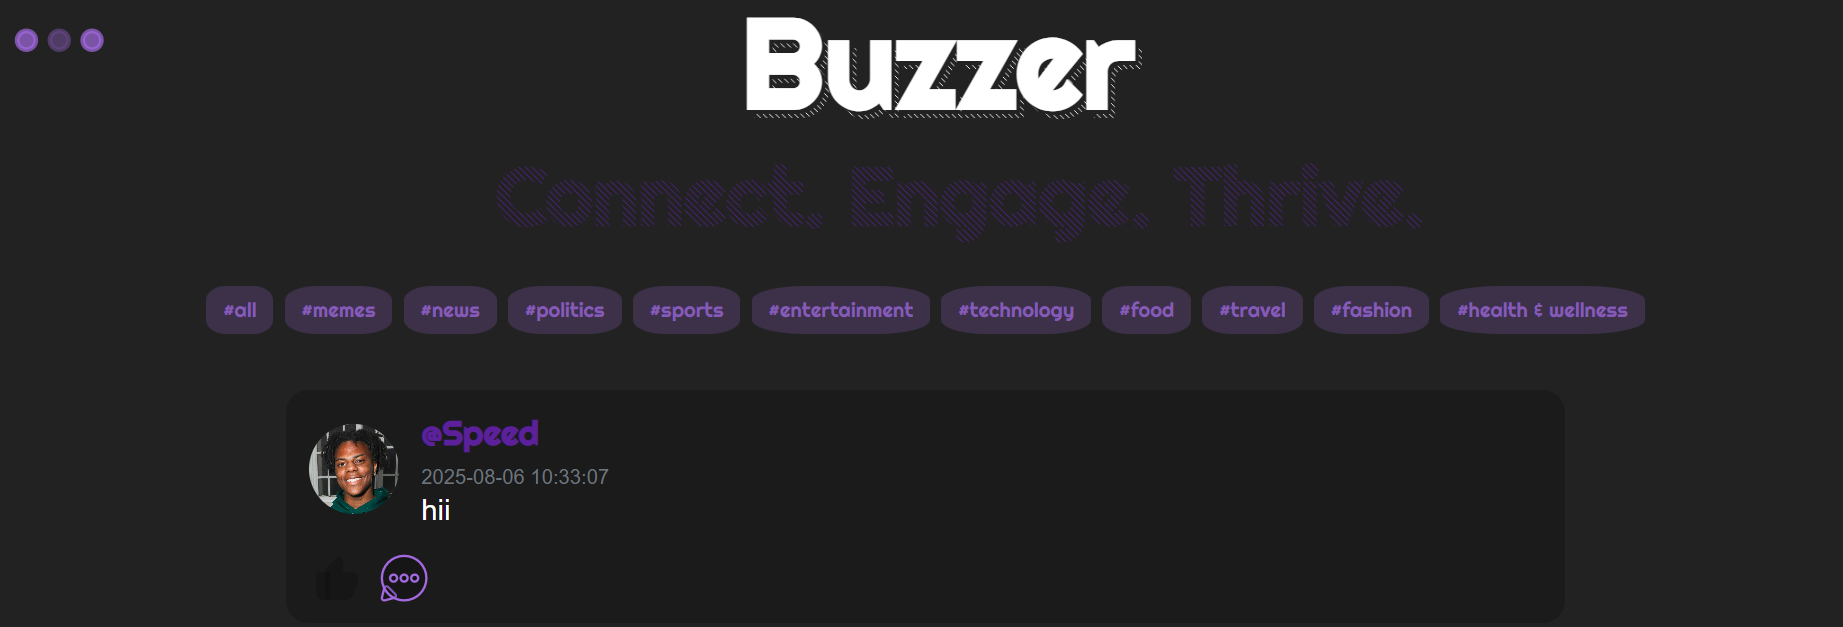 Buzzer
Connect. Engage. Thrive.
#all #memes #news #politics #sports #entertainment #technology #food #travel #fashion #health & wellness
@Speed
2025-08-06 10:33:07
hii